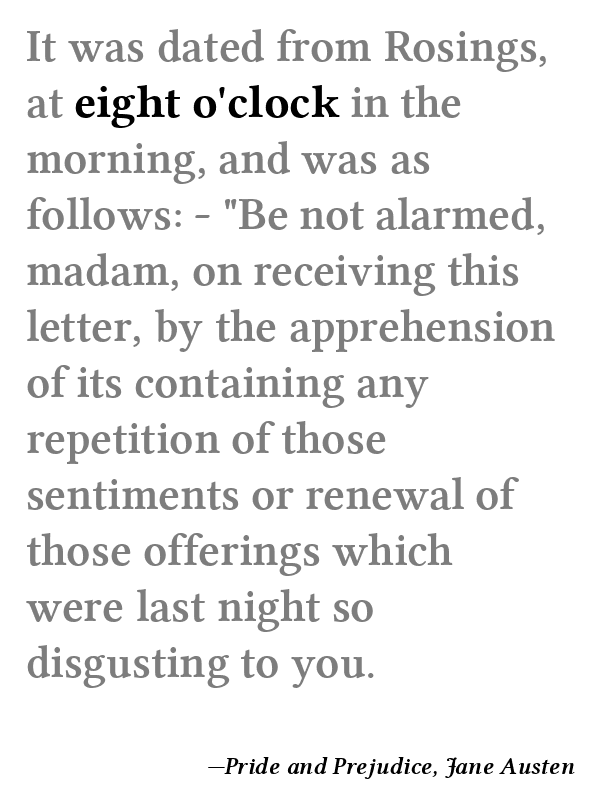 It was dated from Rosings,
at eight o'clock in the
morning, and was as
follows: - "Be not alarmed,
madam, on receiving this
letter, by the apprehension
of its containing any
repetition of those
sentiments or renewal of
those offerings which
were last night so
disgusting to you.
—Pride and Prejudice, Jane Austen